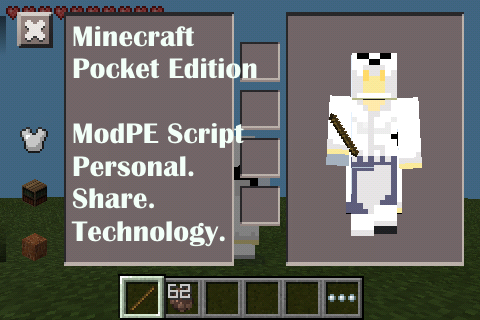 Minecraft
Pocket Edition
ModPE Script
Personal.
Share.
Technology.
62